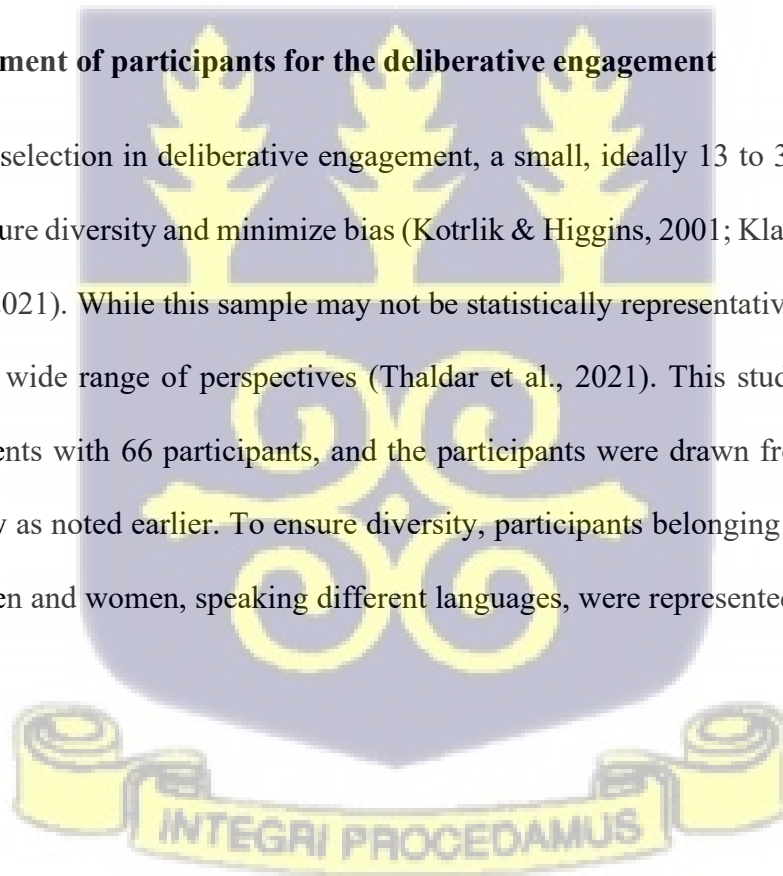 ment of participants for the deliberative engagement
selection in deliberative engagement, a small, ideally 13 to 3
ure diversity and minimize bias (Kotrlik & Higgins, 2001; Kla
021). While this sample may not be statistically representativ
wide range of perspectives (Thaldar et al., 2021). This stud
ents with 66 participants, and the participants were drawn fr
y as noted earlier. To ensure diversity, participants belonging
en and women, speaking different languages, were represented
INTEGRI PROCEDAMUS